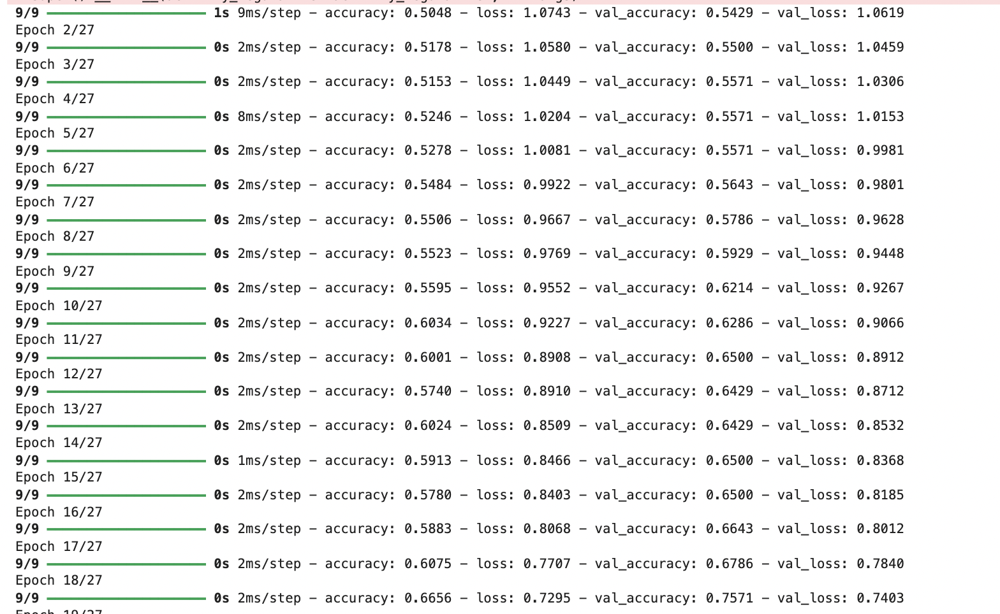 9/9 1s 9ms/step - accuracy: 0.5048 - loss: 1.0743 - val_accuracy: 0.5429 - val_loss: 1.0619
Epoch 2/27
9/9 0s 2ms/step - accuracy: 0.5178 - loss: 1.0580 - val_accuracy: 0.5500 - val_loss: 1.0459
Epoch 3/27
9/9 0s 2ms/step - accuracy: 0.5153 - loss: 1.0449 - val_accuracy: 0.5571 - val_loss: 1.0306
Epoch 4/27
9/9 0s 8ms/step - accuracy: 0.5246 - loss: 1.0204 - val_accuracy: 0.5571 - val_loss: 1.0153
Epoch 5/27
9/9 0s 2ms/step - accuracy: 0.5278 - loss: 1.0081 - val_accuracy: 0.5571 - val_loss: 0.9981
Epoch 6/27
9/9 0s 2ms/step - accuracy: 0.5484 - loss: 0.9922 - val_accuracy: 0.5643 - val_loss: 0.9801
Epoch 7/27
9/9 0s 2ms/step - accuracy: 0.5506 - loss: 0.9667 - val_accuracy: 0.5786 - val_loss: 0.9628
Epoch 8/27
9/9 0s 2ms/step - accuracy: 0.5523 - loss: 0.9769 - val_accuracy: 0.5929 - val_loss: 0.9448
Epoch 9/27
9/9 0s 2ms/step - accuracy: 0.5595 - loss: 0.9552 - val_accuracy: 0.6214 - val_loss: 0.9267
Epoch 10/27
9/9 0s 2ms/step - accuracy: 0.6034 - loss: 0.9227 - val_accuracy: 0.6286 - val_loss: 0.9066
Epoch 11/27
9/9 0s 2ms/step - accuracy: 0.6001 - loss: 0.8908 - val_accuracy: 0.6500 - val_loss: 0.8912
Epoch 12/27
9/9 0s 2ms/step - accuracy: 0.5740 - loss: 0.8910 - val_accuracy: 0.6429 - val_loss: 0.8712
Epoch 13/27
9/9 0s 2ms/step - accuracy: 0.6024 - loss: 0.8509 - val_accuracy: 0.6429 - val_loss: 0.8532
Epoch 14/27
9/9 0s 1ms/step - accuracy: 0.5913 - loss: 0.8466 - val_accuracy: 0.6500 - val_loss: 0.8368
Epoch 15/27
9/9 0s 2ms/step - accuracy: 0.5780 - loss: 0.8403 - val_accuracy: 0.6500 - val_loss: 0.8185
Epoch 16/27
9/9 0s 2ms/step - accuracy: 0.5883 - loss: 0.8068 - val_accuracy: 0.6643 - val_loss: 0.8012
Epoch 17/27
9/9 0s 2ms/step - accuracy: 0.6075 - loss: 0.7707 - val_accuracy: 0.6786 - val_loss: 0.7840
Epoch 18/27
9/9 0s 2ms/step - accuracy: 0.6656 - loss: 0.7295 - val_accuracy: 0.7571 - val_loss: 0.7403
Epoch 19/27